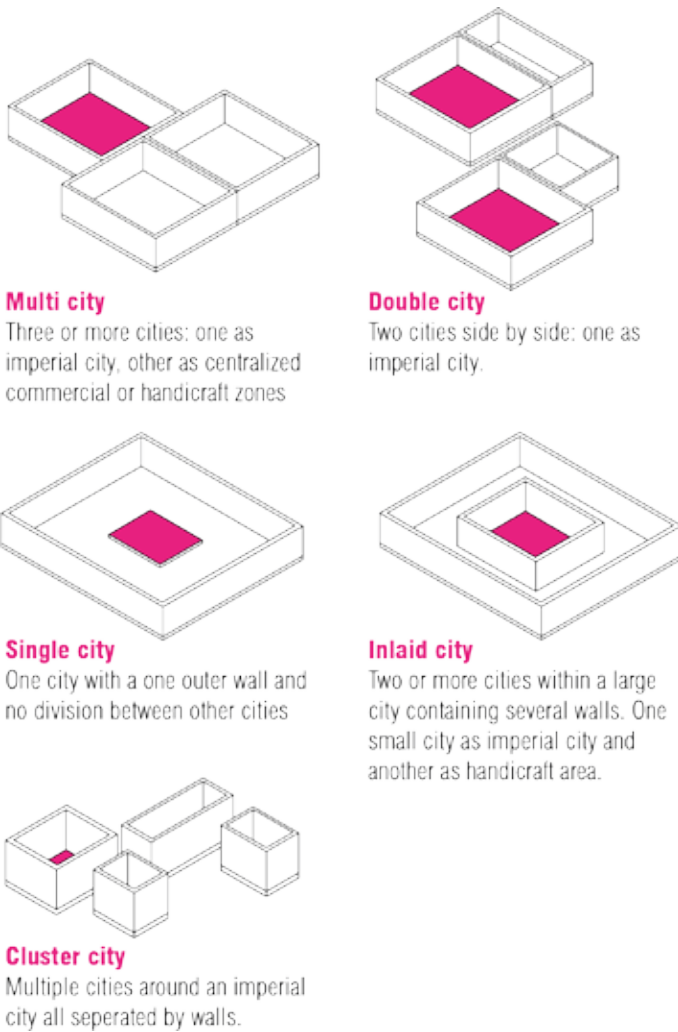 Multi city
Three or more cities: one as
imperial city, other as centralized
commercial or handicraft zones
Double city
Two cities side by side: one as
imperial city.
Single city
One city with a one outer wall and
no division between other cities
Inlaid city
Two or more cities within a large
city containing several walls. One
small city as imperial city and
another as handicraft area.
Cluster city
Multiple cities around an imperial
city all seperated by walls.